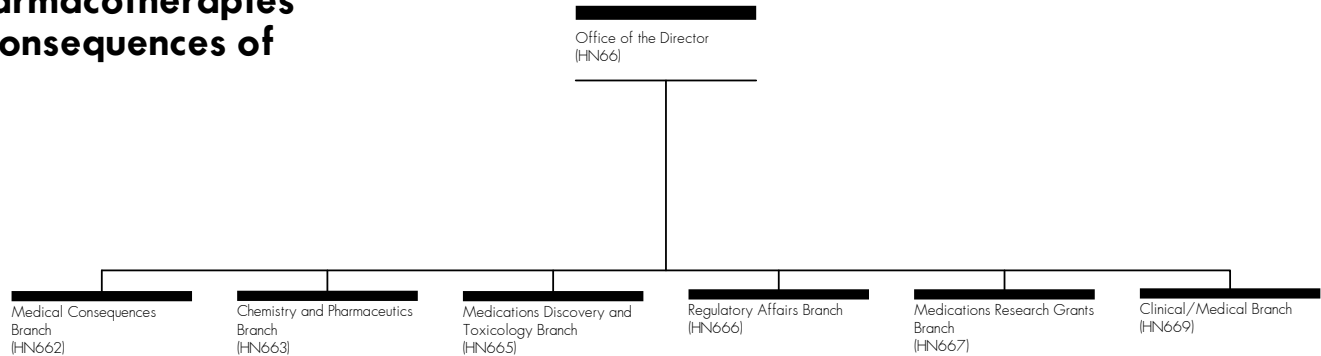 armacotherapies
onsequences of
Office of the Director
(HN66)
Medical Consequences
Branch
(HN662)
Chemistry and Pharmaceutics
Branch
(HN663)
Medications Discovery and
Toxicology Branch
(HN665)
Regulatory Affairs Branch
(HN666)
Medications Research Grants
Branch
(HN667)
Clinical/Medical Branch
(HN669)